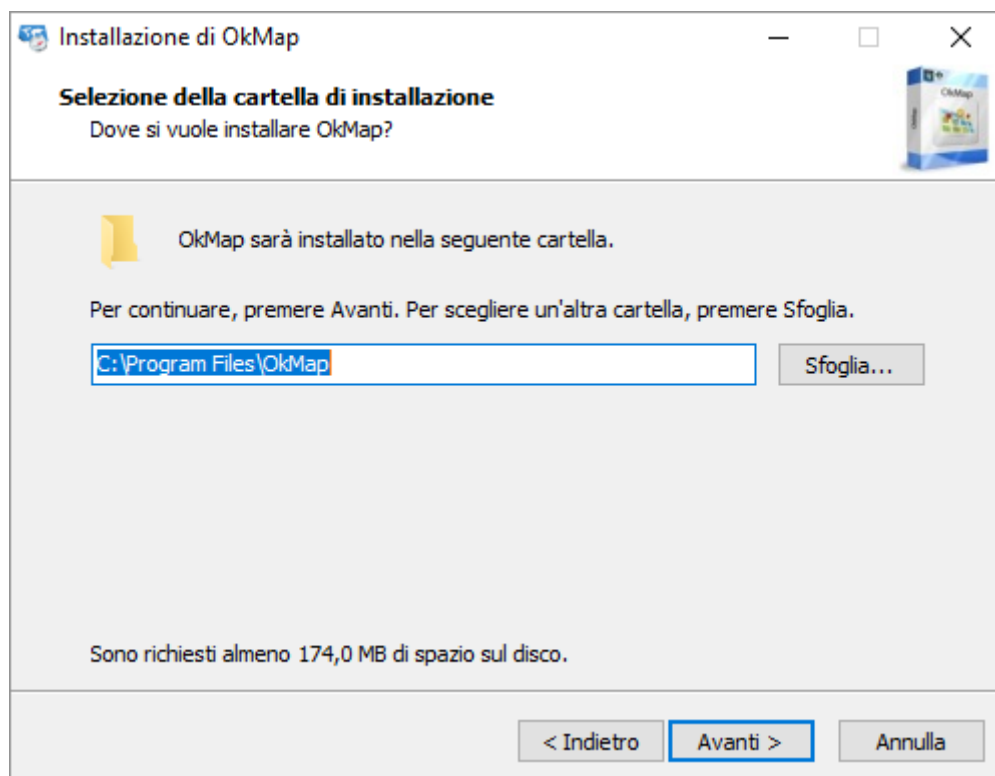 Installazione di OkMap
Selezione della cartella di installazione
Dove si vuole installare OkMap?
OkMap
OkMap
OkMap sarà installato nella seguente cartella.
Per continuare, premere Avanti. Per scegliere un'altra cartella, premere Sfoglia.
C:\Program Files\OkMap
Sfoglia...
Sono richiesti almeno 174,0 MB di spazio sul disco.
< Indietro
Avanti >
Annulla